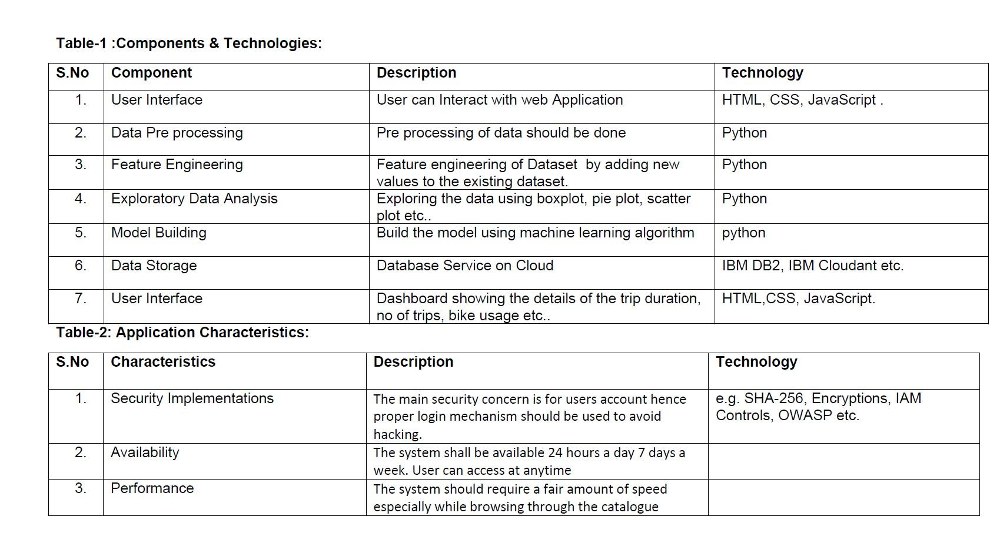 Table-1 :Components & Technologies:
S.No Component Description Technology
1. User Interface User can Interact with web Application HTML, CSS, JavaScript .
2. Data Pre processing Pre processing of data should be done Python
3. Feature Engineering Feature engineering of Dataset  by adding new Python
values to the existing dataset.
4. Exploratory Data Analysis Exploring the data using boxplot, pie plot, scatter Python
plot etc..
5. Model Building Build the model using machine learning algorithm python
6. Data Storage Database Service on Cloud IBM DB2, IBM Cloudant etc.
7. User Interface Dashboard showing the details of the trip duration, HTML,CSS, JavaScript.
no of trips, bike usage etc..
Table-2: Application Characteristics:
S.No Characteristics Description Technology
1. Security Implementations The main security concern is for users account hence e.g. SHA-256, Encryptions, IAM
proper login mechanism should be used to avoid Controls, OWASP etc.
hacking.
2. Availability The system shall be available 24 hours a day 7 days a
week. User can access at anytime
3. Performance The system should require a fair amount of speed
especially while browsing through the catalogue